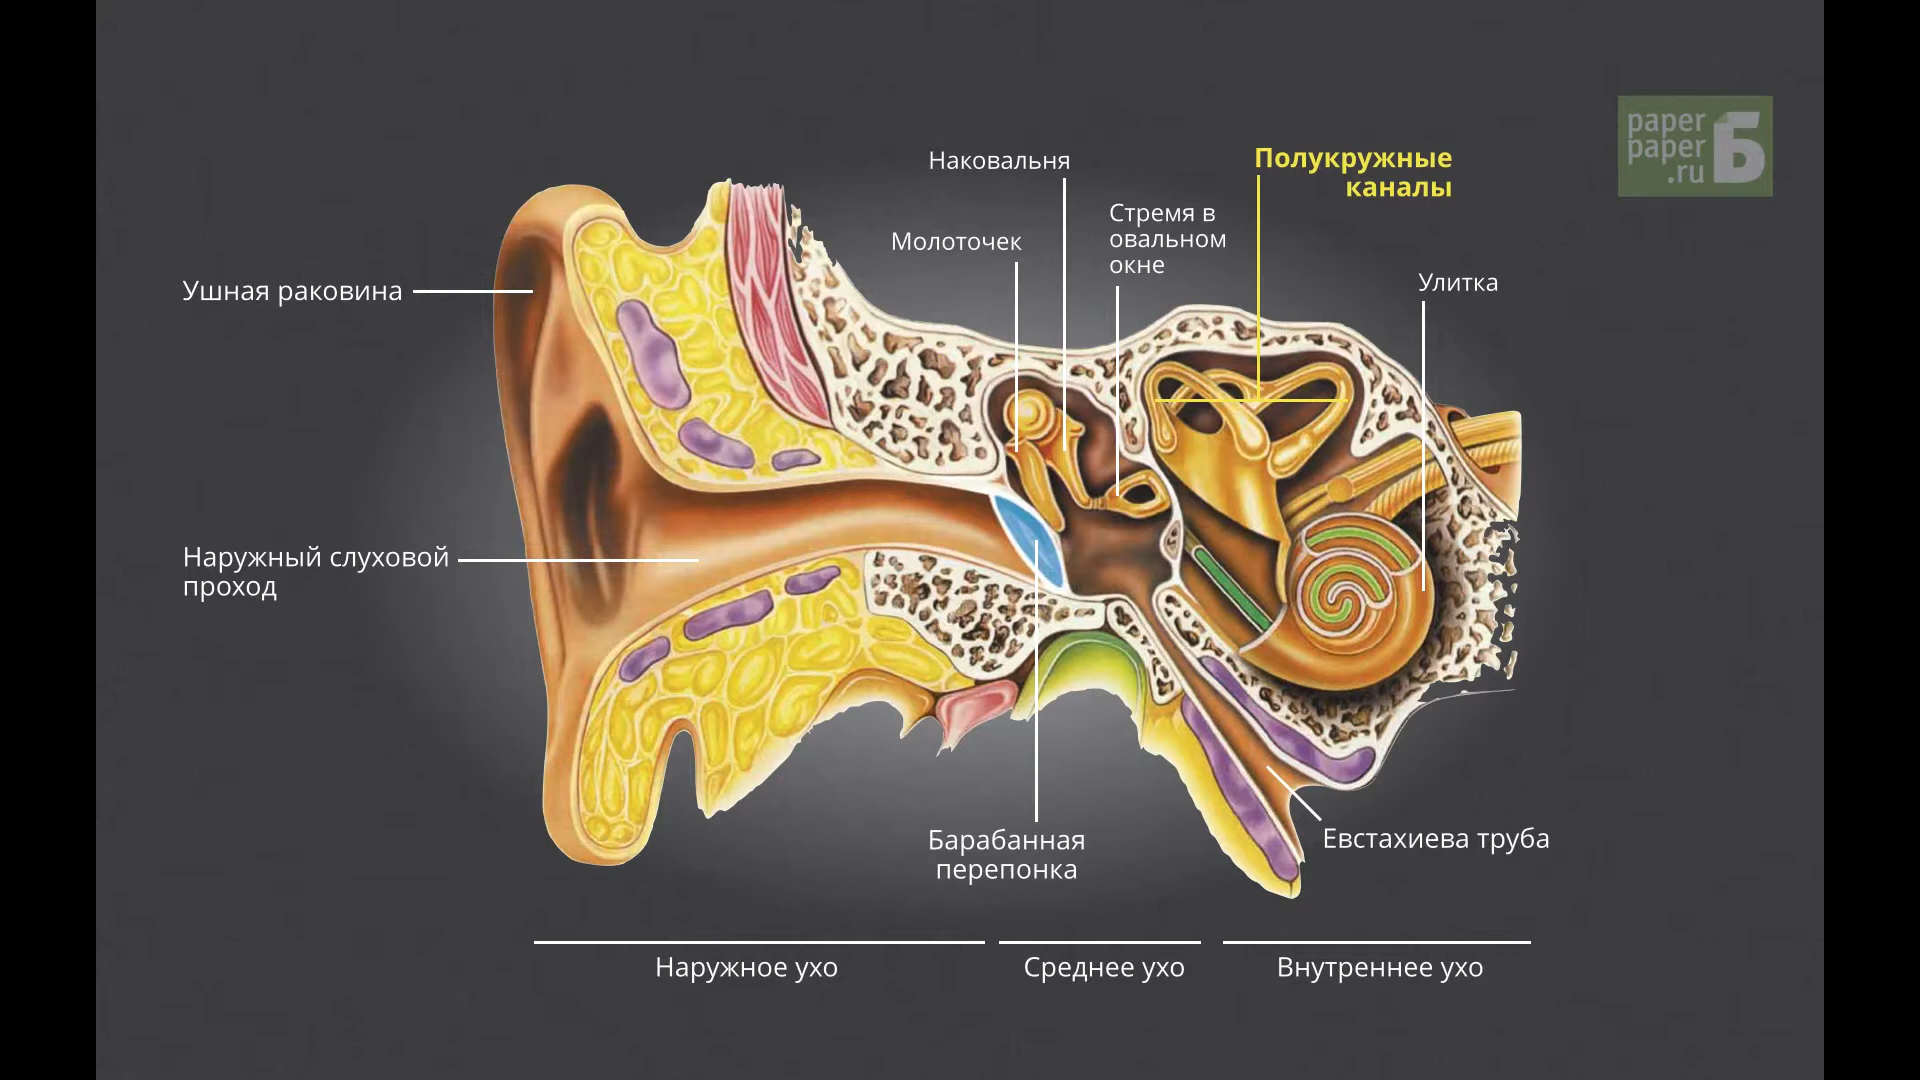 paper
paper
.ru
Б
Наковальня
Полукружные
каналы
Стремя в
овальном
окне
Молоточек
Улитка
Ушная раковина
Наружный слуховой
проход
Барабанная
перепонка
Евстахиева труба
Наружное ухо
Среднее ухо
Внутреннее ухо